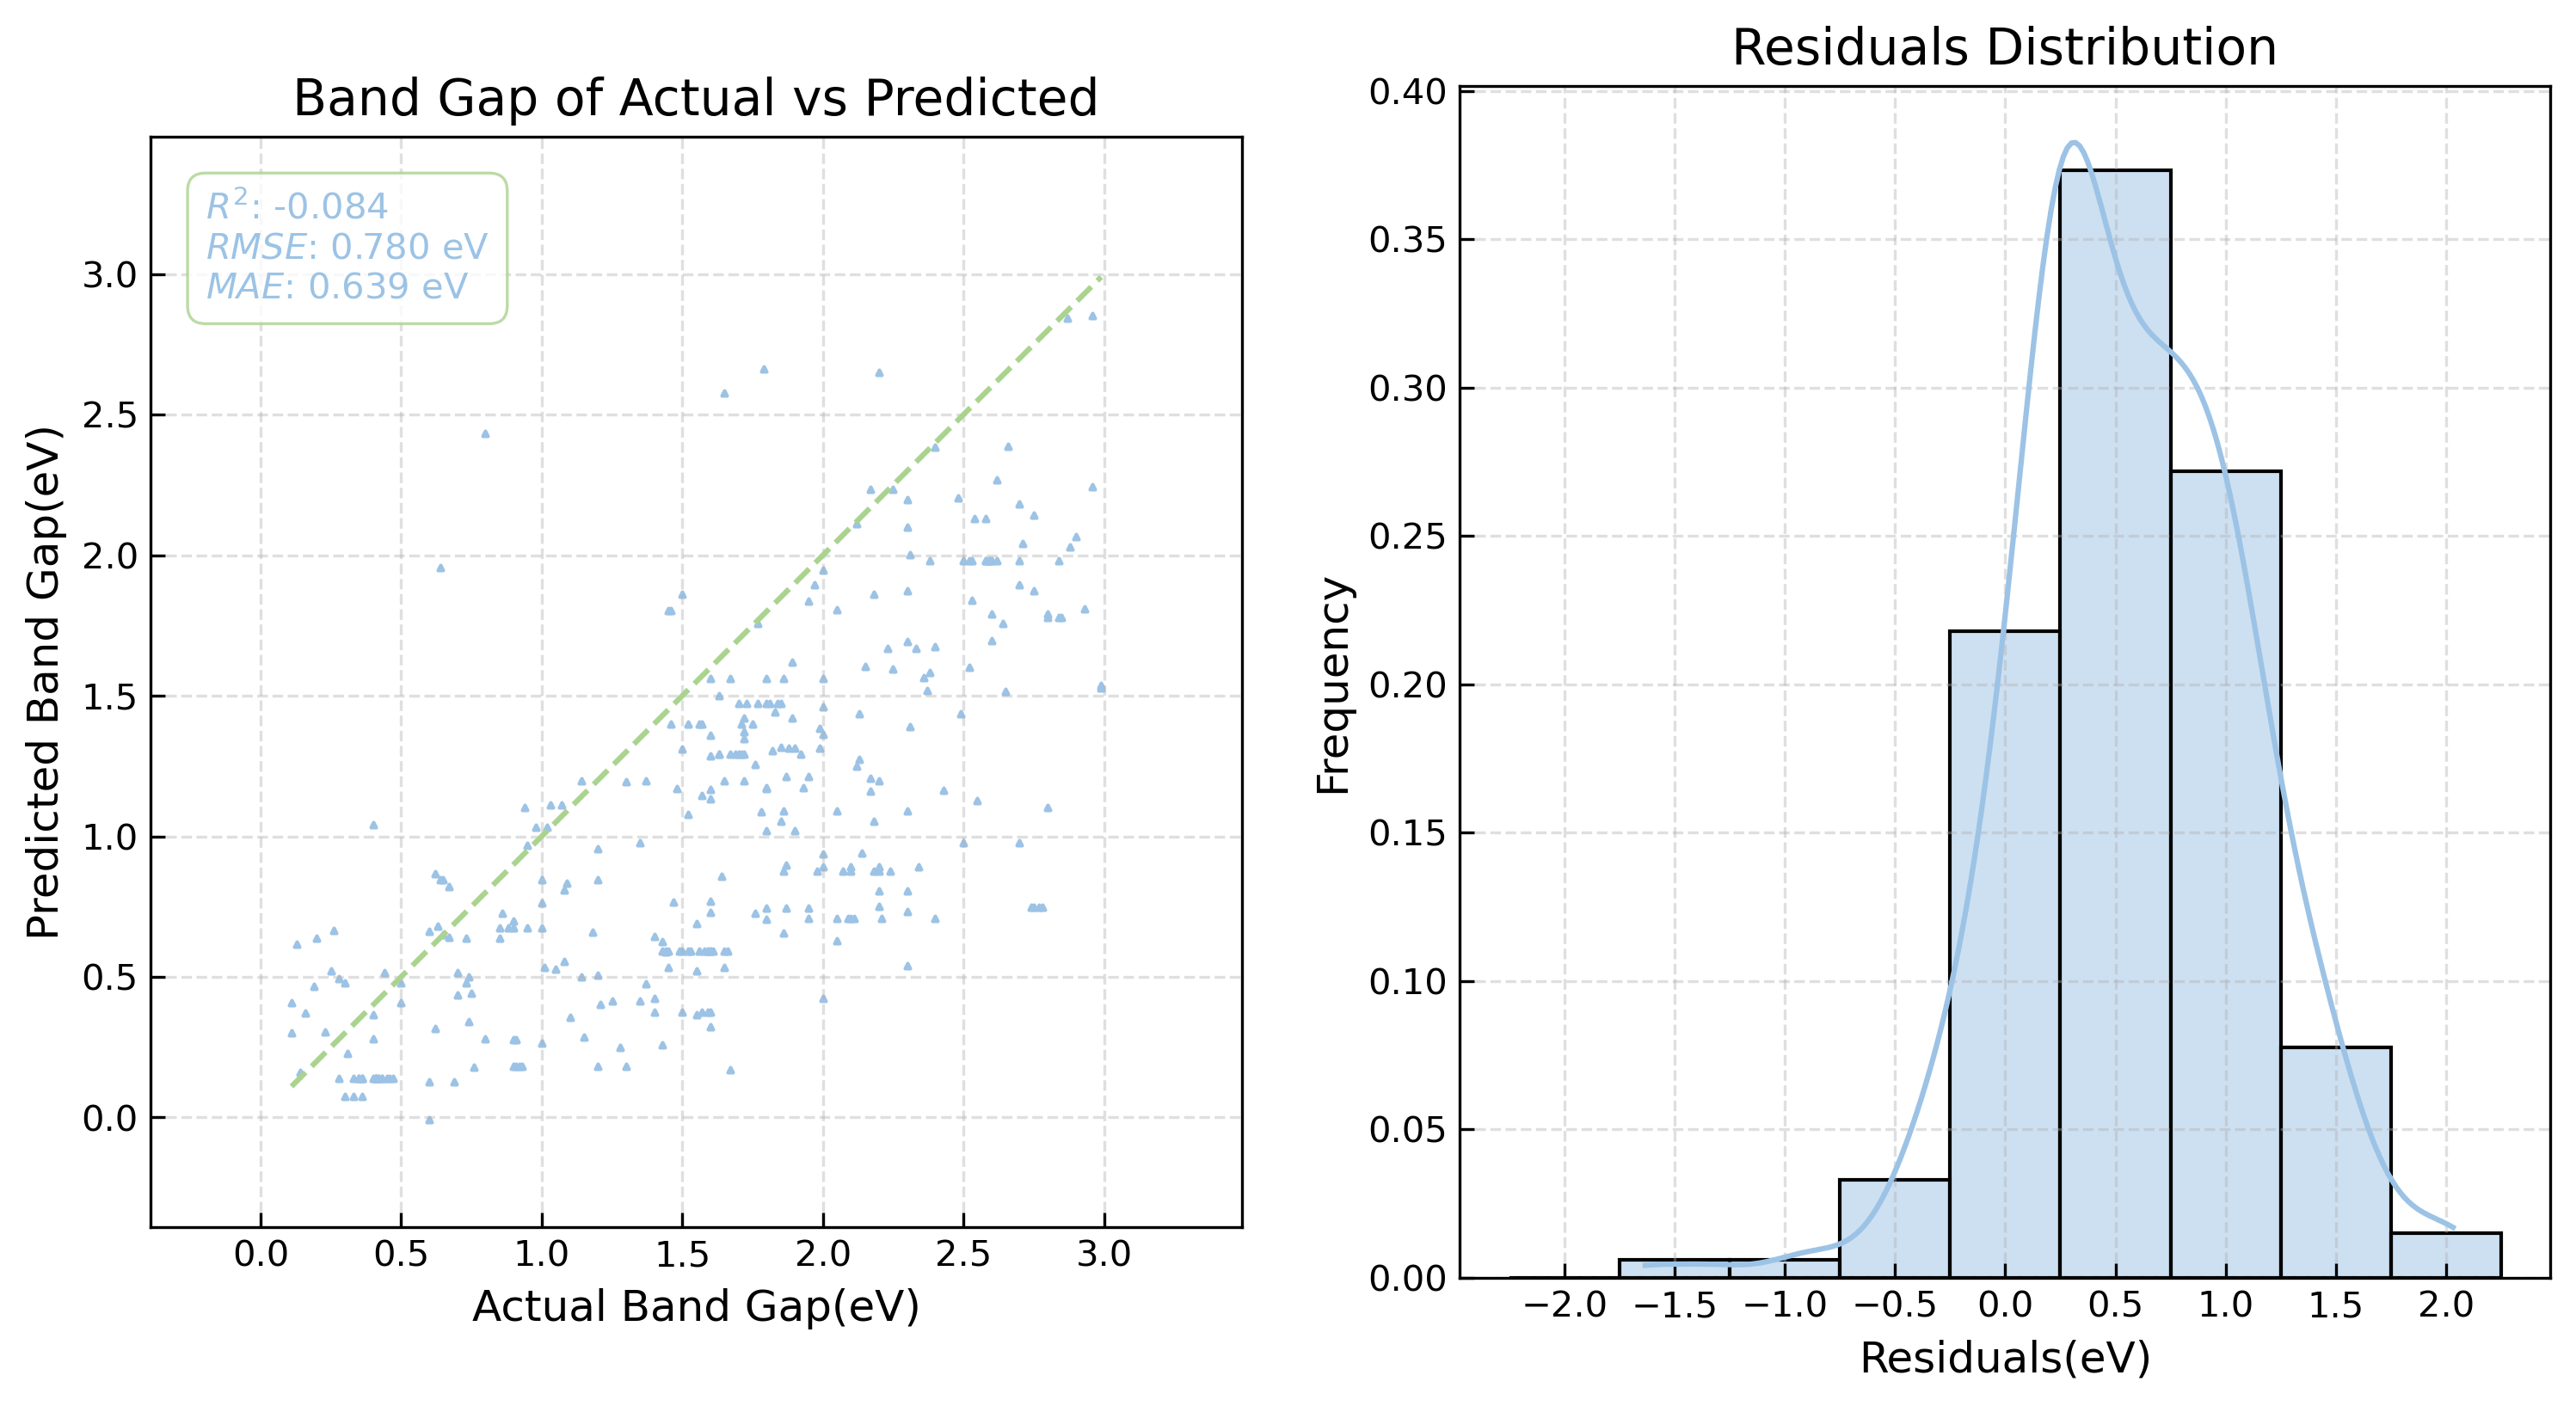 Band Gap of Actual vs Predicted
R²: -0.084
RMSE: 0.780 eV
MAE: 0.639 eV
Predicted Band Gap(eV)
3.0
2.5
2.0
1.5
1.0
0.5
0.0
0.0 0.5 1.0 1.5 2.0 2.5 3.0
Actual Band Gap(eV)
Residuals Distribution
Frequency
0.40
0.35
0.30
0.25
0.20
0.15
0.10
0.05
0.00
−2.0 −1.5 −1.0 −0.5 0.0 0.5 1.0 1.5 2.0
Residuals(eV)